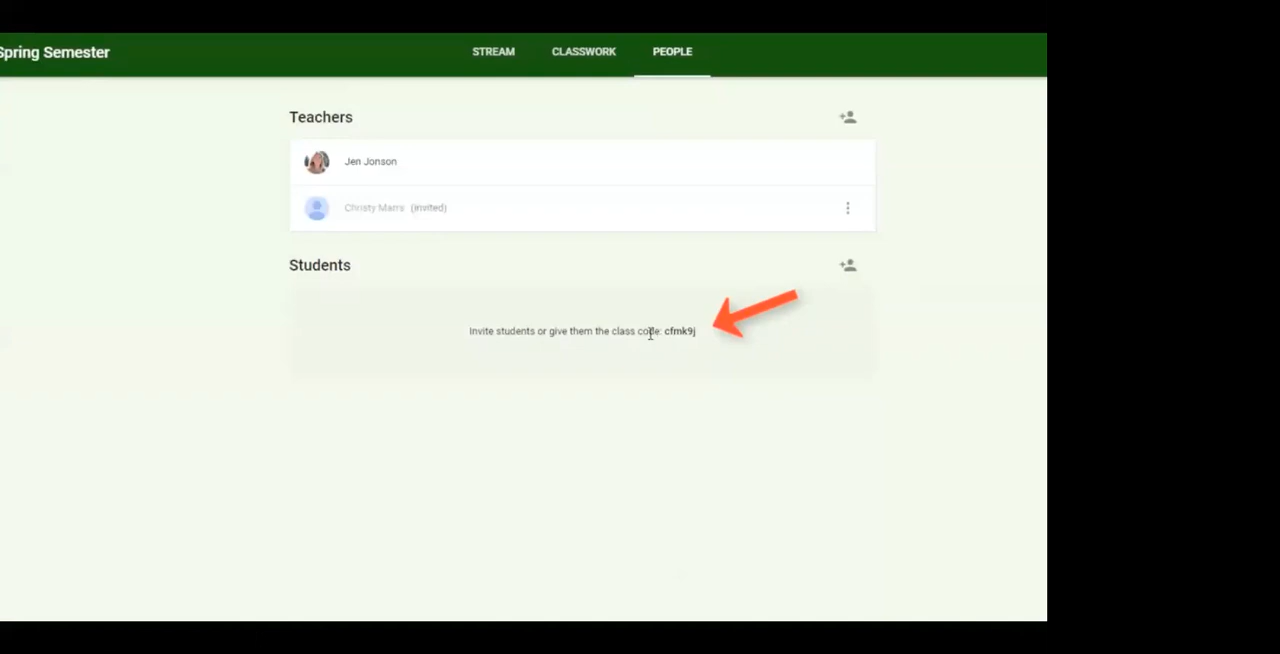 Spring Semester
STREAM CLASSWORK PEOPLE
Teachers
Jen Jonson
Christy Marrs (invited)
Students
Invite students or give them the class code: cfmk9j